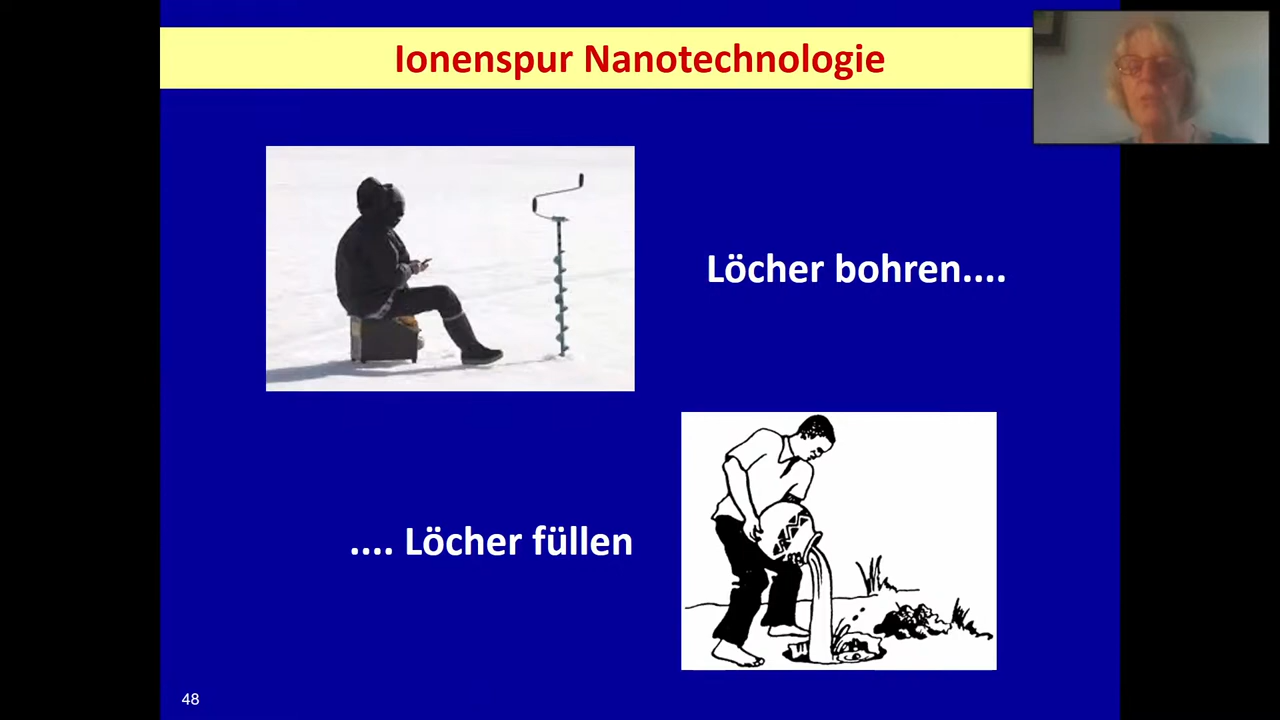 Ionenspur Nanotechnologie
Löcher bohren....
.... Löcher füllen
48